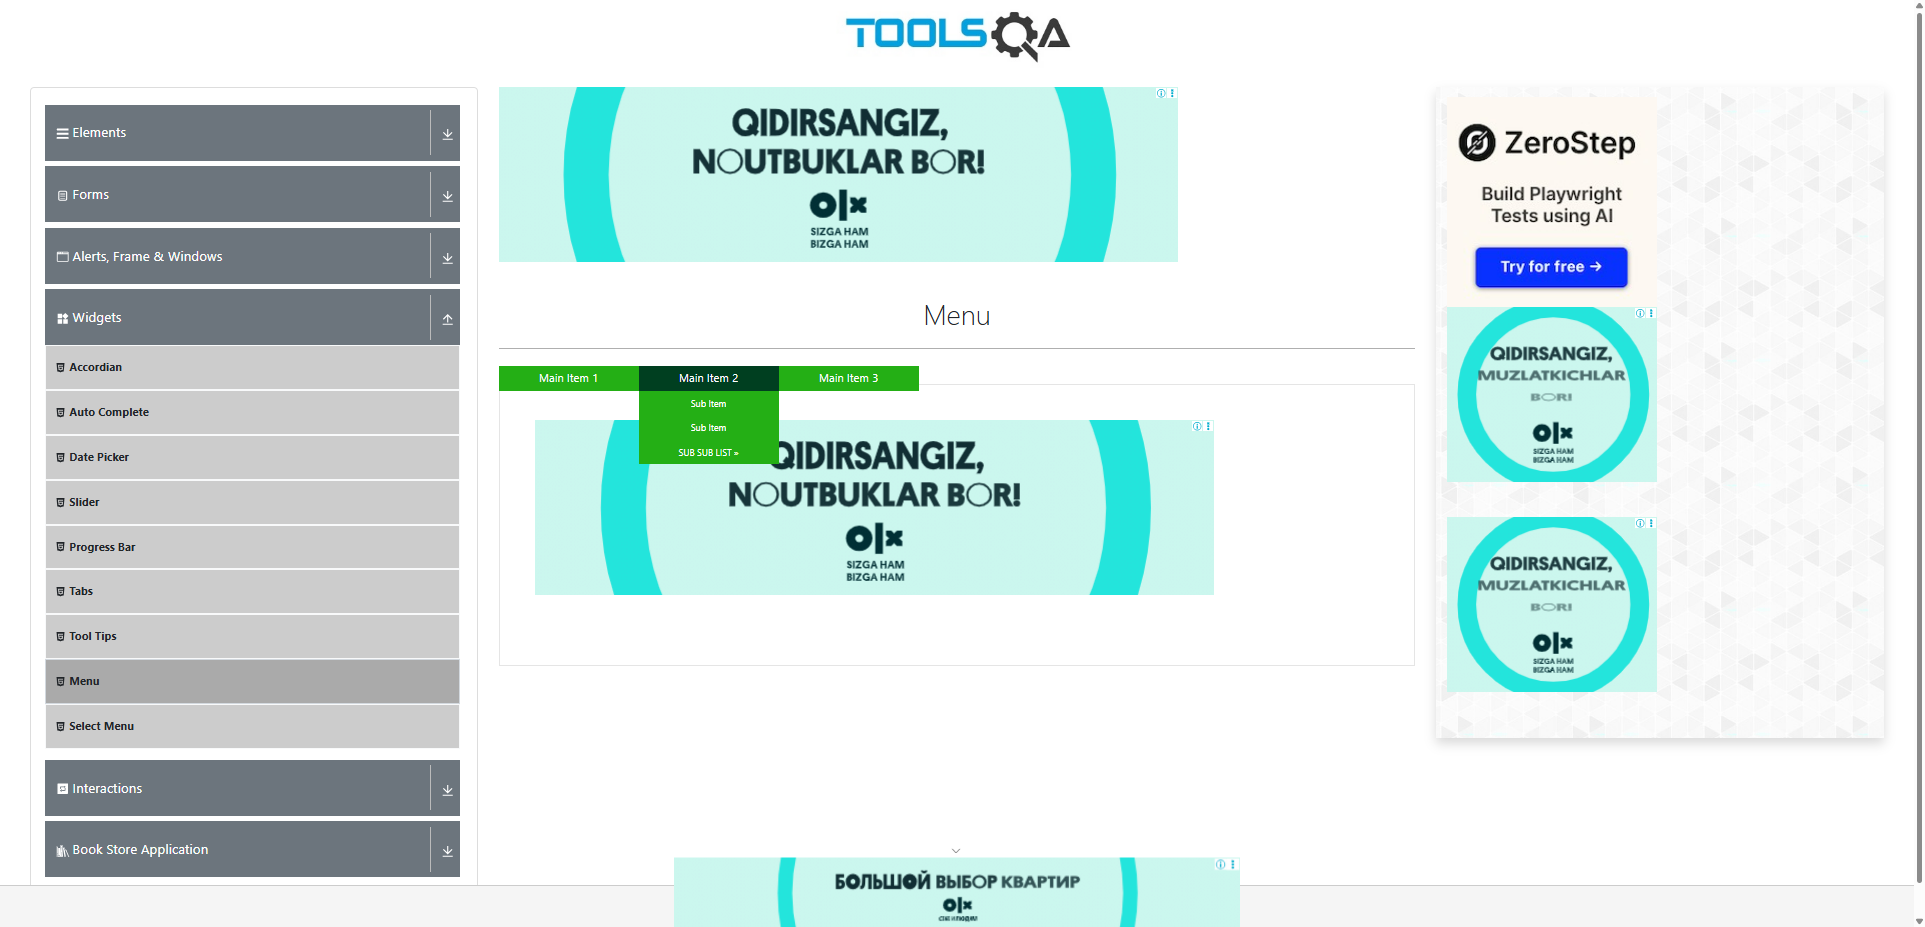 TOOLSQA
Elements
Forms
Alerts, Frame & Windows
Widgets
Accordian
Auto Complete
Date Picker
Slider
Progress Bar
Tabs
Tool Tips
Menu
Select Menu
Interactions
Book Store Application
QIDIRSANGIZ,
NOUTBUKLAR BOR!
olx
SIZGA HAM
BIZGA HAM
Menu
Main Item 1
Main Item 2
Main Item 3
Sub Item
Sub Item
SUB SUB LIST »
QIDIRSANGIZ,
NOUTBUKLAR BOR!
olx
SIZGA HAM
BIZGA HAM
ZeroStep
Build Playwright
Tests using AI
Try for free →
QIDIRSANGIZ,
MUZLATKICHLAR
BOR!
olx
SIZGA HAM
BIZGA HAM
QIDIRSANGIZ,
MUZLATKICHLAR
BOR!
olx
SIZGA HAM
BIZGA HAM
БОЛЬШОЙ ВЫБОР КВАРТИР
olx